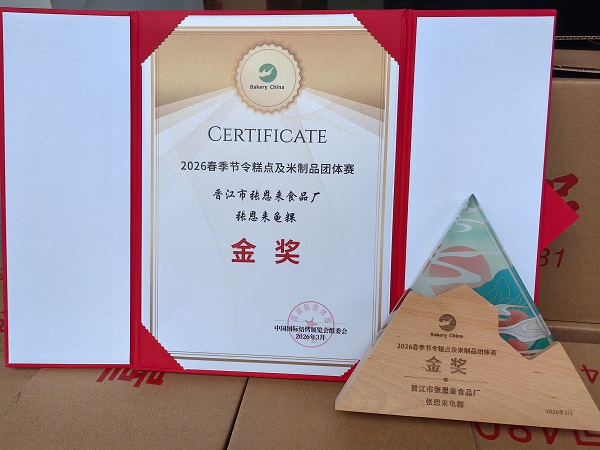 Bakery China
CERTIFICATE
2026春季节令糕点及米制品团体赛
晋江市张恩来食品厂
张恩来龟粿
金奖
中国国际焙烤展览会组委会
2026年3月
Bakery China
2026春季节令糕点及米制品团体赛
金奖
晋江市张恩来食品厂
张恩来龟粿
2026年3月